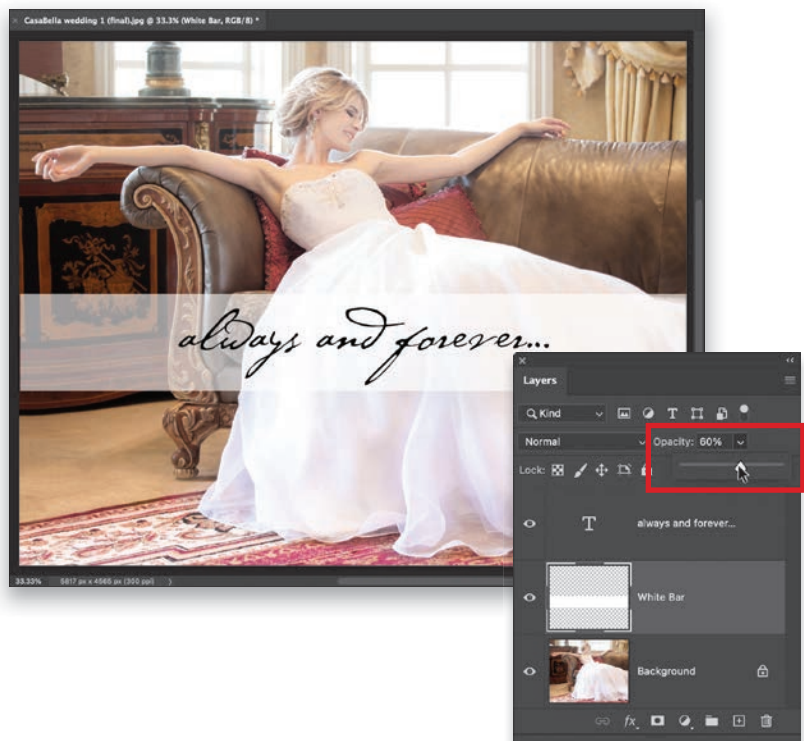 × CasaBella wedding 1 (final).jpg @ 33.3% (White Bar, RGB/8) *
always and forever...
33.33% 5817 px x 4565 px (300 ppi) >
× <<
Layers
Kind T
Normal Opacity: 60%
Lock:
T always and forever...
White Bar
Background
fx